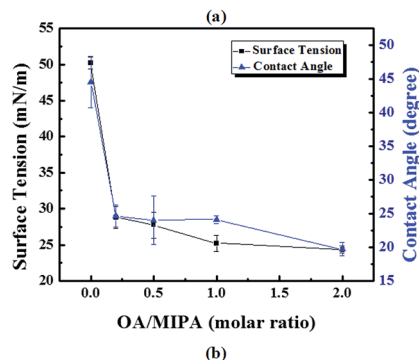 (a)
Surface Tension
Contact Angle
Surface Tension (mN/m)
55
50
45
40
35
30
25
20
Contact Angle (degree)
50
45
40
35
30
25
20
15
0.0 0.5 1.0 1.5 2.0
OA/MIPA (molar ratio)
(b)